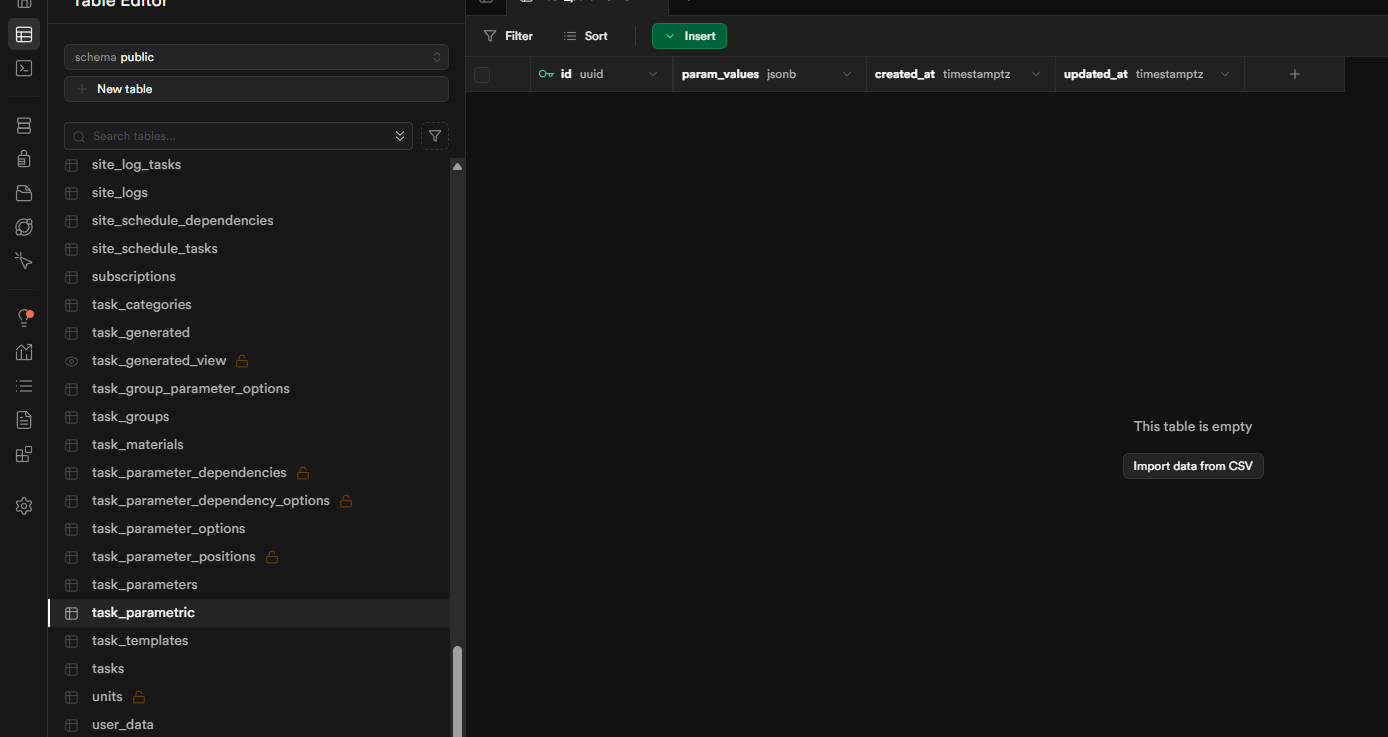 Table Editor
schema public
New table
Search tables...
site_log_tasks
site_logs
site_schedule_dependencies
site_schedule_tasks
subscriptions
task_categories
task_generated
task_generated_view
task_group_parameter_options
task_groups
task_materials
task_parameter_dependencies
task_parameter_dependency_options
task_parameter_options
task_parameter_positions
task_parameters
task_parametric
task_templates
tasks
units
user_data
Filter Sort Insert
id uuid param_values jsonb created_at timestamptz updated_at timestamptz
This table is empty
Import data from CSV